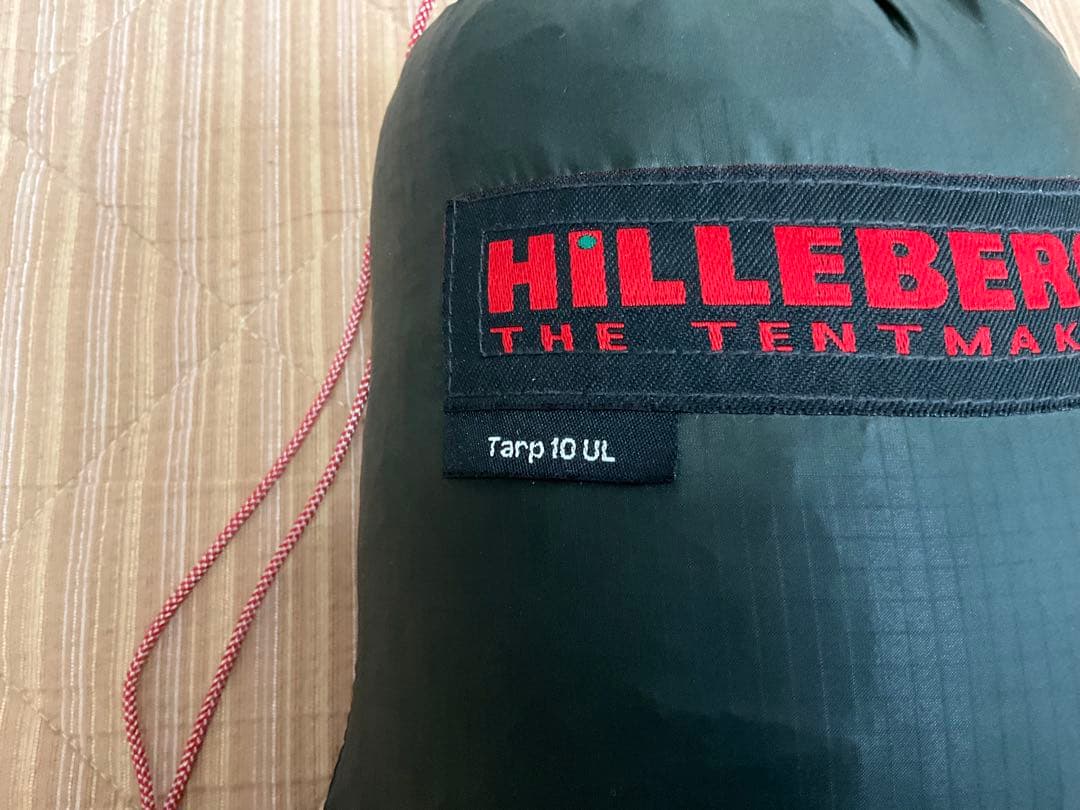 HiLLEBER
THE TENTMAK
Tarp 10 UL